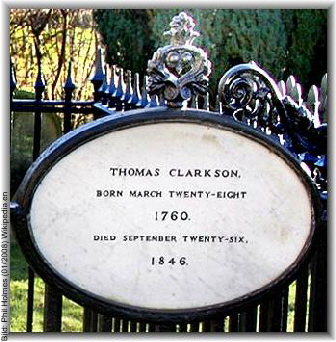 THOMAS CLARKSON,
BORN MARCH TWENTY-EIGHT
1760.
DIED SEPTEMBER TWENTY-SIX,
1846.
Bild: Phil Holmes (01/2008) Wikipedia en